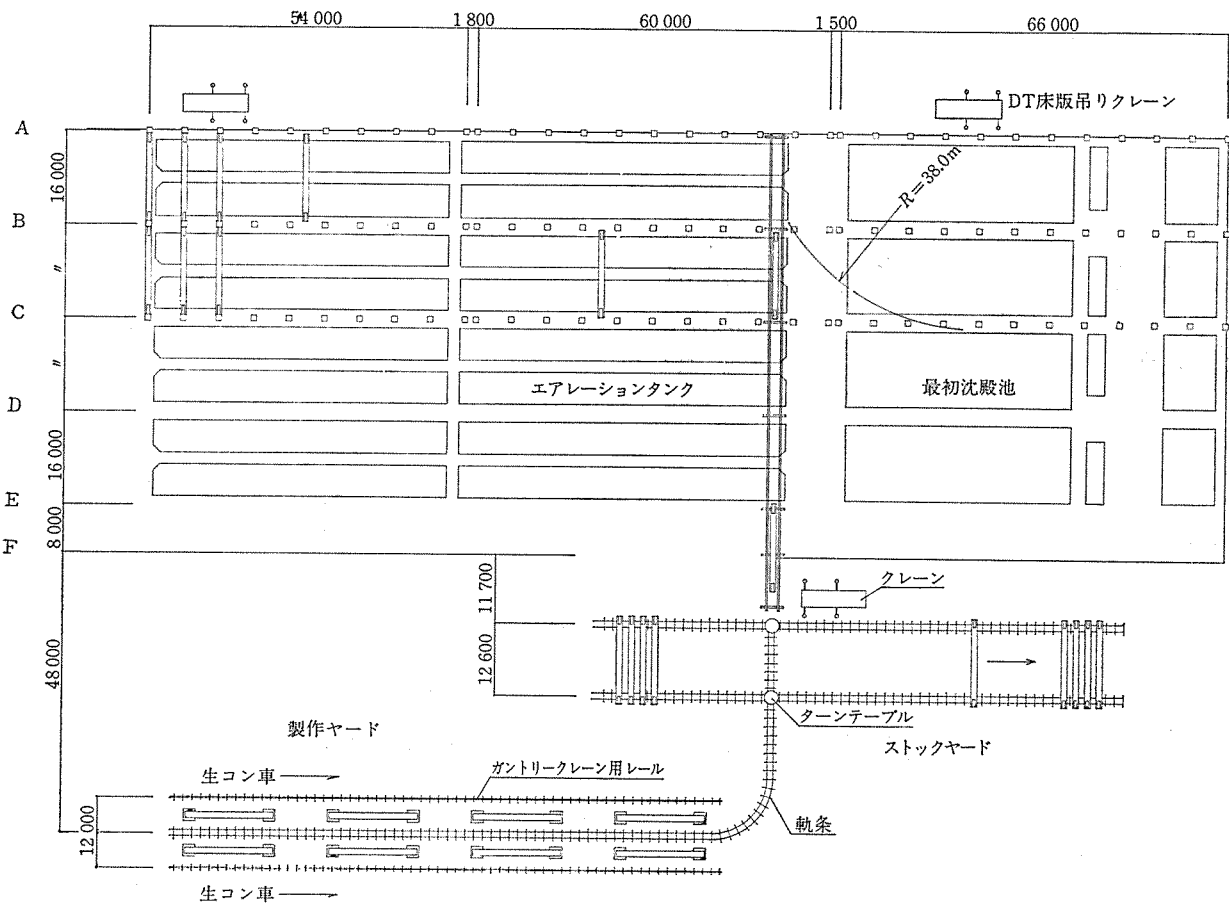 54 000
1 800
60 000
1 500
66 000
DT床版吊りクレーン
A
16 000
R=38.0m
B
〃
C
〃
エアレーションタンク
最初沈殿池
D
16 000
E
8 000
F
クレーン
11 700
12 600
48 000
ターンテーブル
製作ヤード
ストックヤード
生コン車
ガントリークレーン用レール
12 000
軌条
生コン車